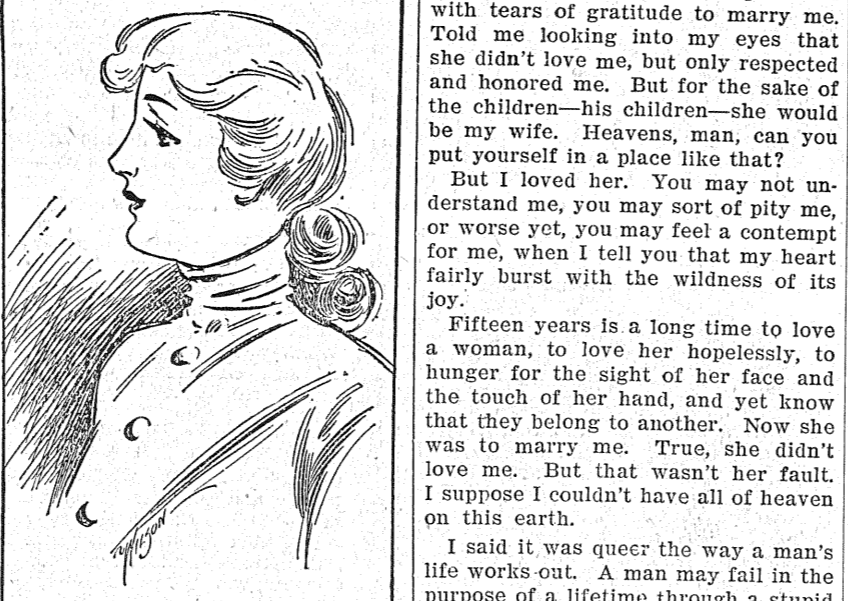 WILSON
with tears of gratitude to marry me.
Told me looking into my eyes that
she didn't love me, but only respected
and honored me. But for the sake of
the children—his children—she would
be my wife. Heavens, man, can you
put yourself in a place like that?
But I loved her. You may not un-
derstand me, you may sort of pity me,
or worse yet, you may feel a contempt
for me, when I tell you that my heart
fairly burst with the wildness of its
joy.
Fifteen years is a long time to love
a woman, to love her hopelessly, to
hunger for the sight of her face and
the touch of her hand, and yet know
that they belong to another. Now she
was to marry me. True, she didn't
love me. But that wasn't her fault.
I suppose I couldn't have all of heaven
on this earth.
I said it was queer the way a man's
life works out. A man may fail in the
purpose of a lifetime through a stupid